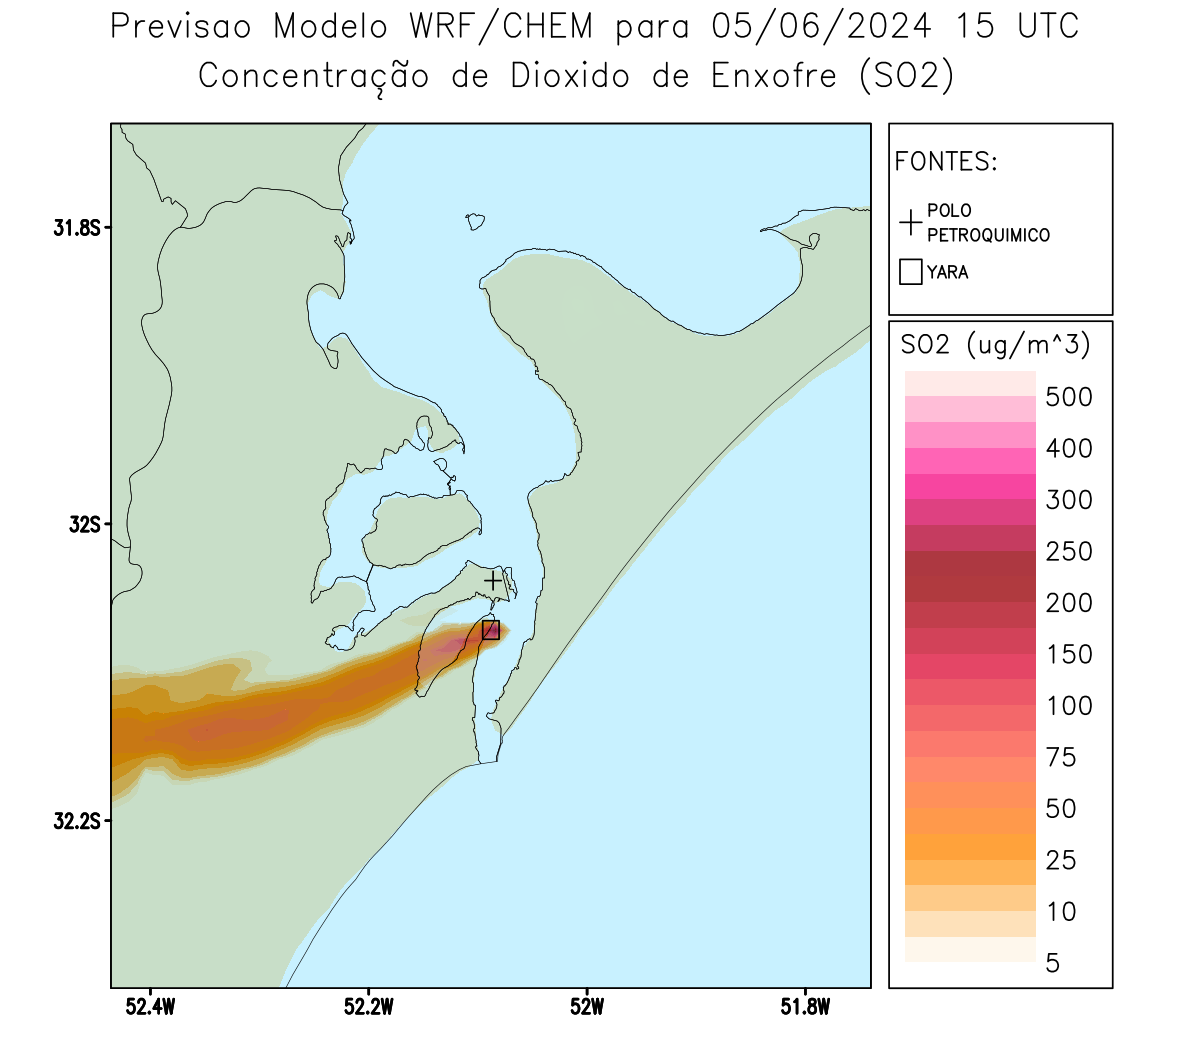 Previsao Modelo WRF/CHEM para 05/06/2024 15 UTC
Concentração de Dioxido de Enxofre (SO2)
FONTES:
POLO
PETROQUIMICO
YARA
31.8S
32S
32.2S
52.4W
52.2W
52W
51.8W
SO2 (ug/m^3)
500
400
300
250
200
150
100
75
50
25
10
5